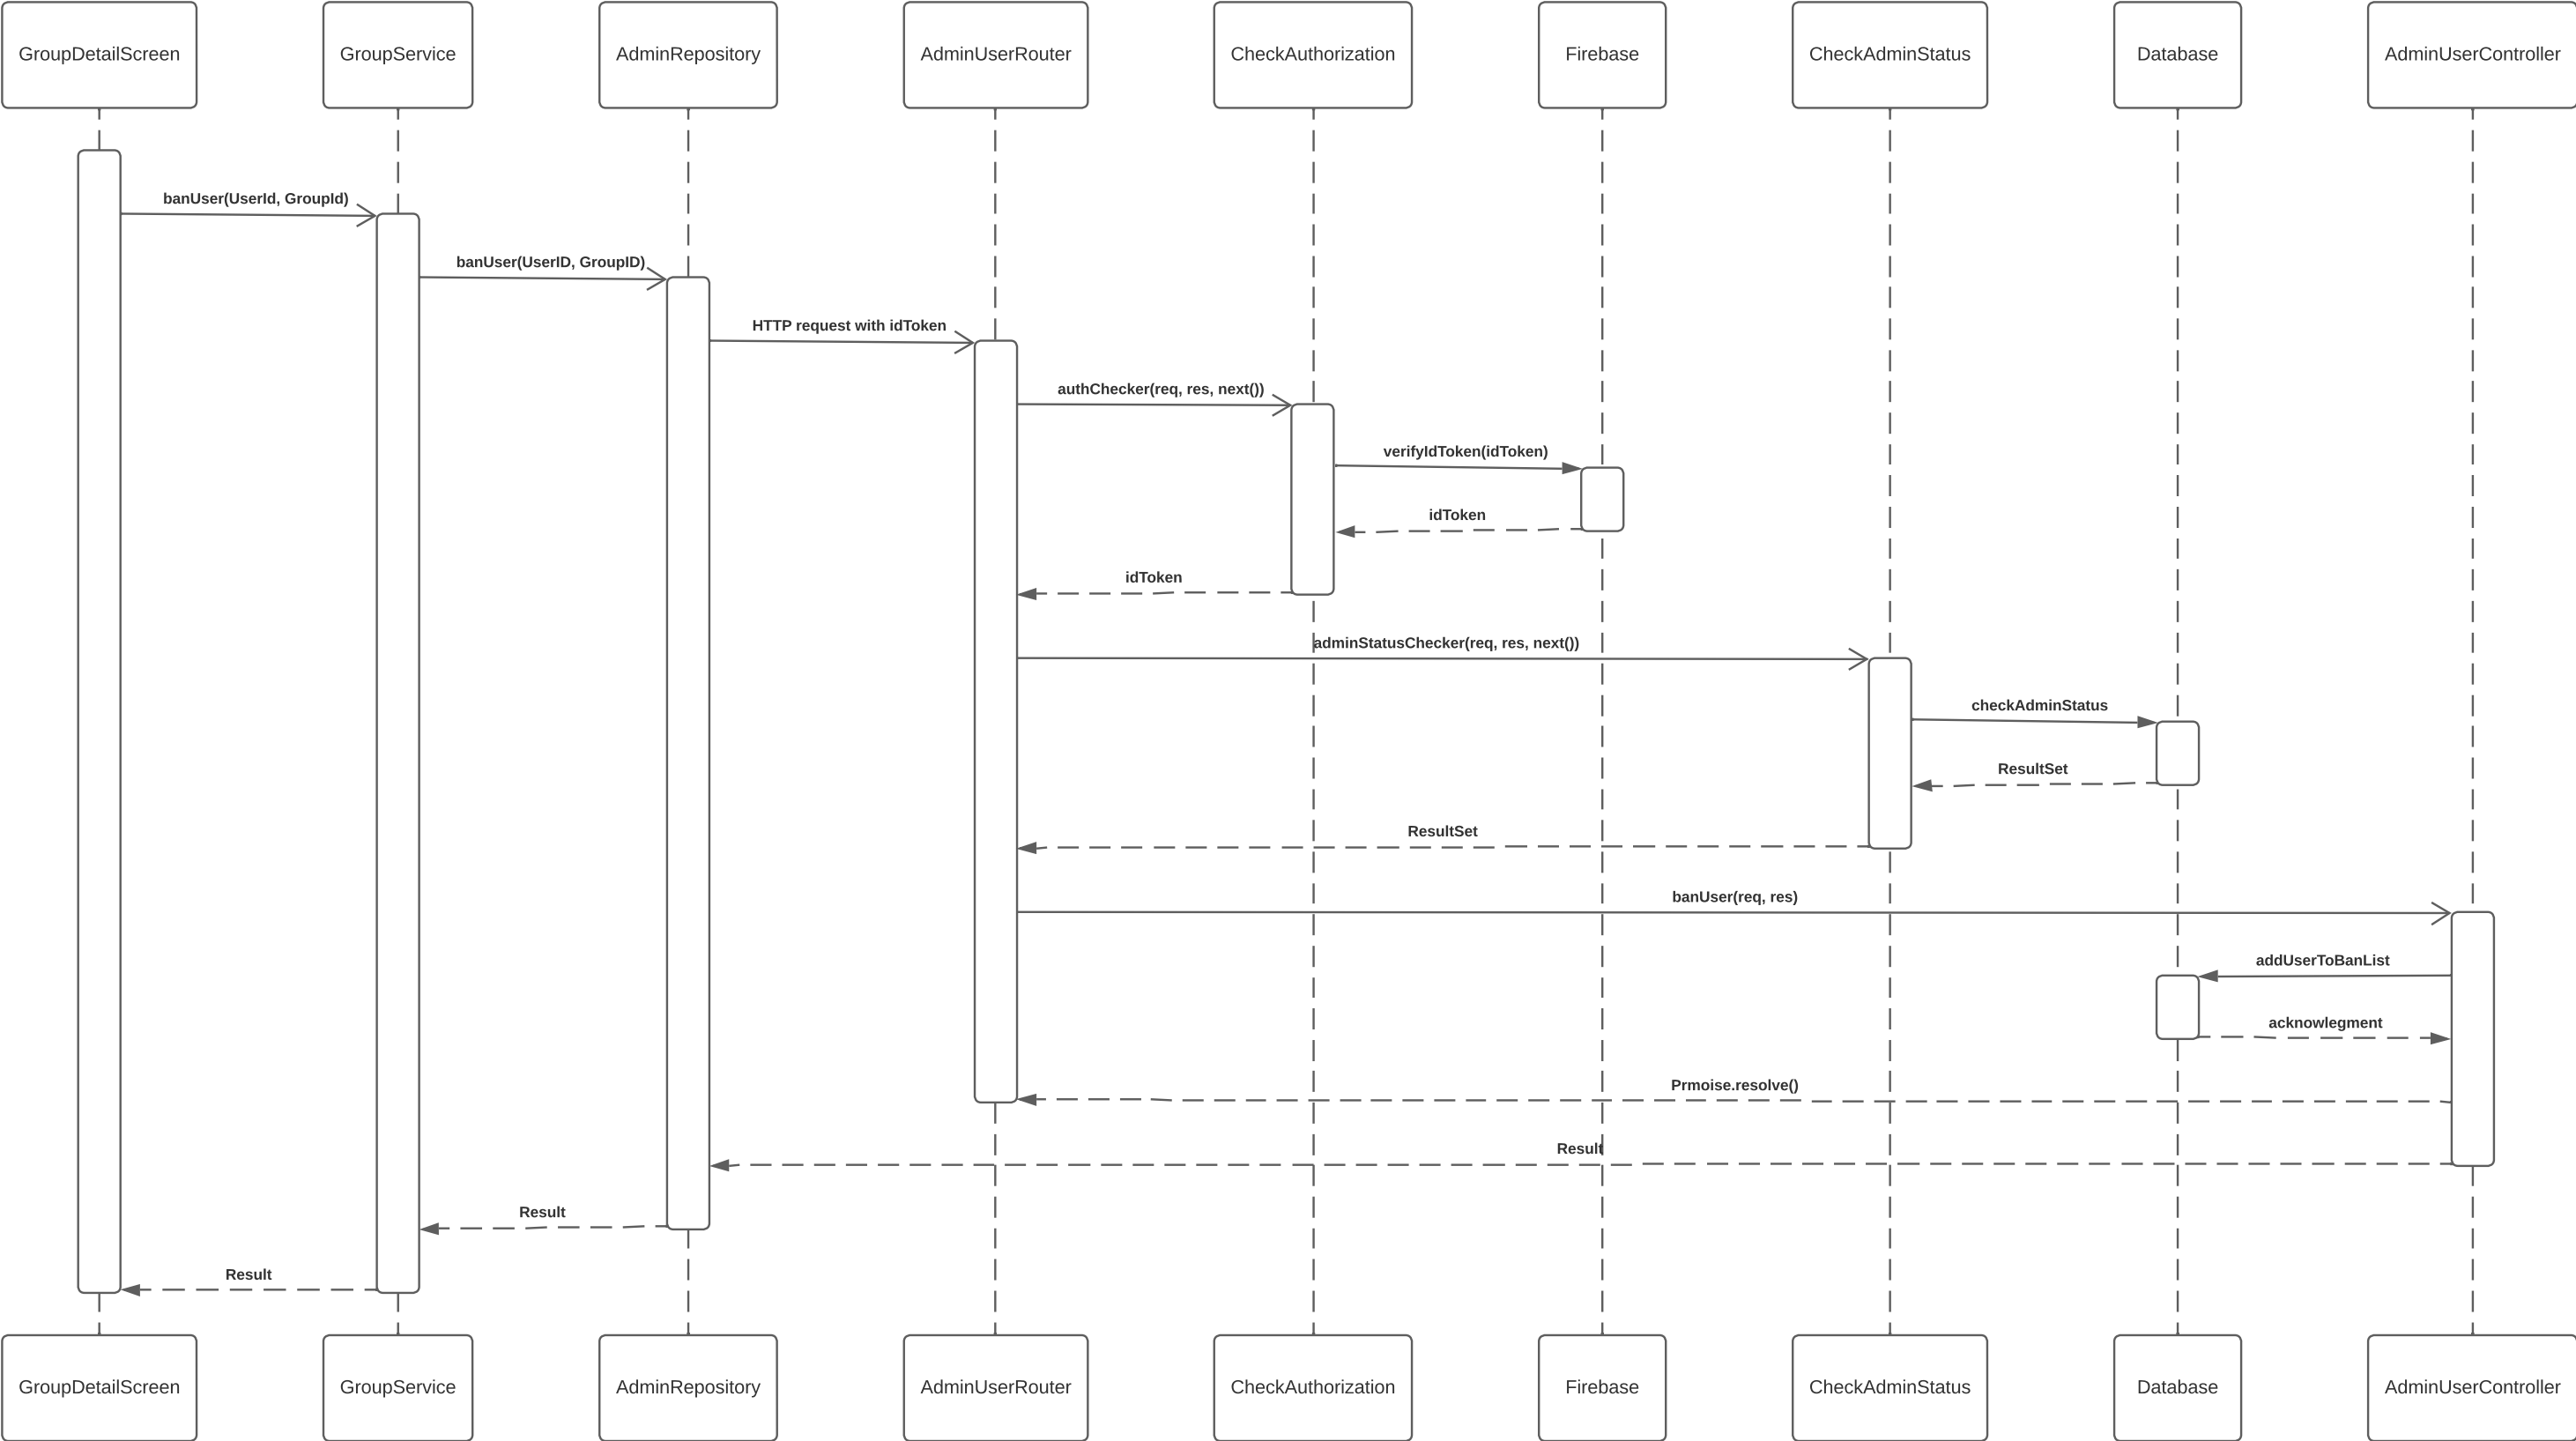 GroupDetailScreen
GroupService
AdminRepository
AdminUserRouter
CheckAuthorization
Firebase
CheckAdminStatus
Database
AdminUserController
banUser(UserId, GroupId)
banUser(UserID, GroupID)
HTTP request with idToken
authChecker(req, res, next())
verifyIdToken(idToken)
idToken
idToken
adminStatusChecker(req, res, next())
checkAdminStatus
ResultSet
ResultSet
banUser(req, res)
addUserToBanList
acknowlegment
Prmoise.resolve()
Result
Result
Result
GroupDetailScreen
GroupService
AdminRepository
AdminUserRouter
CheckAuthorization
Firebase
CheckAdminStatus
Database
AdminUserController